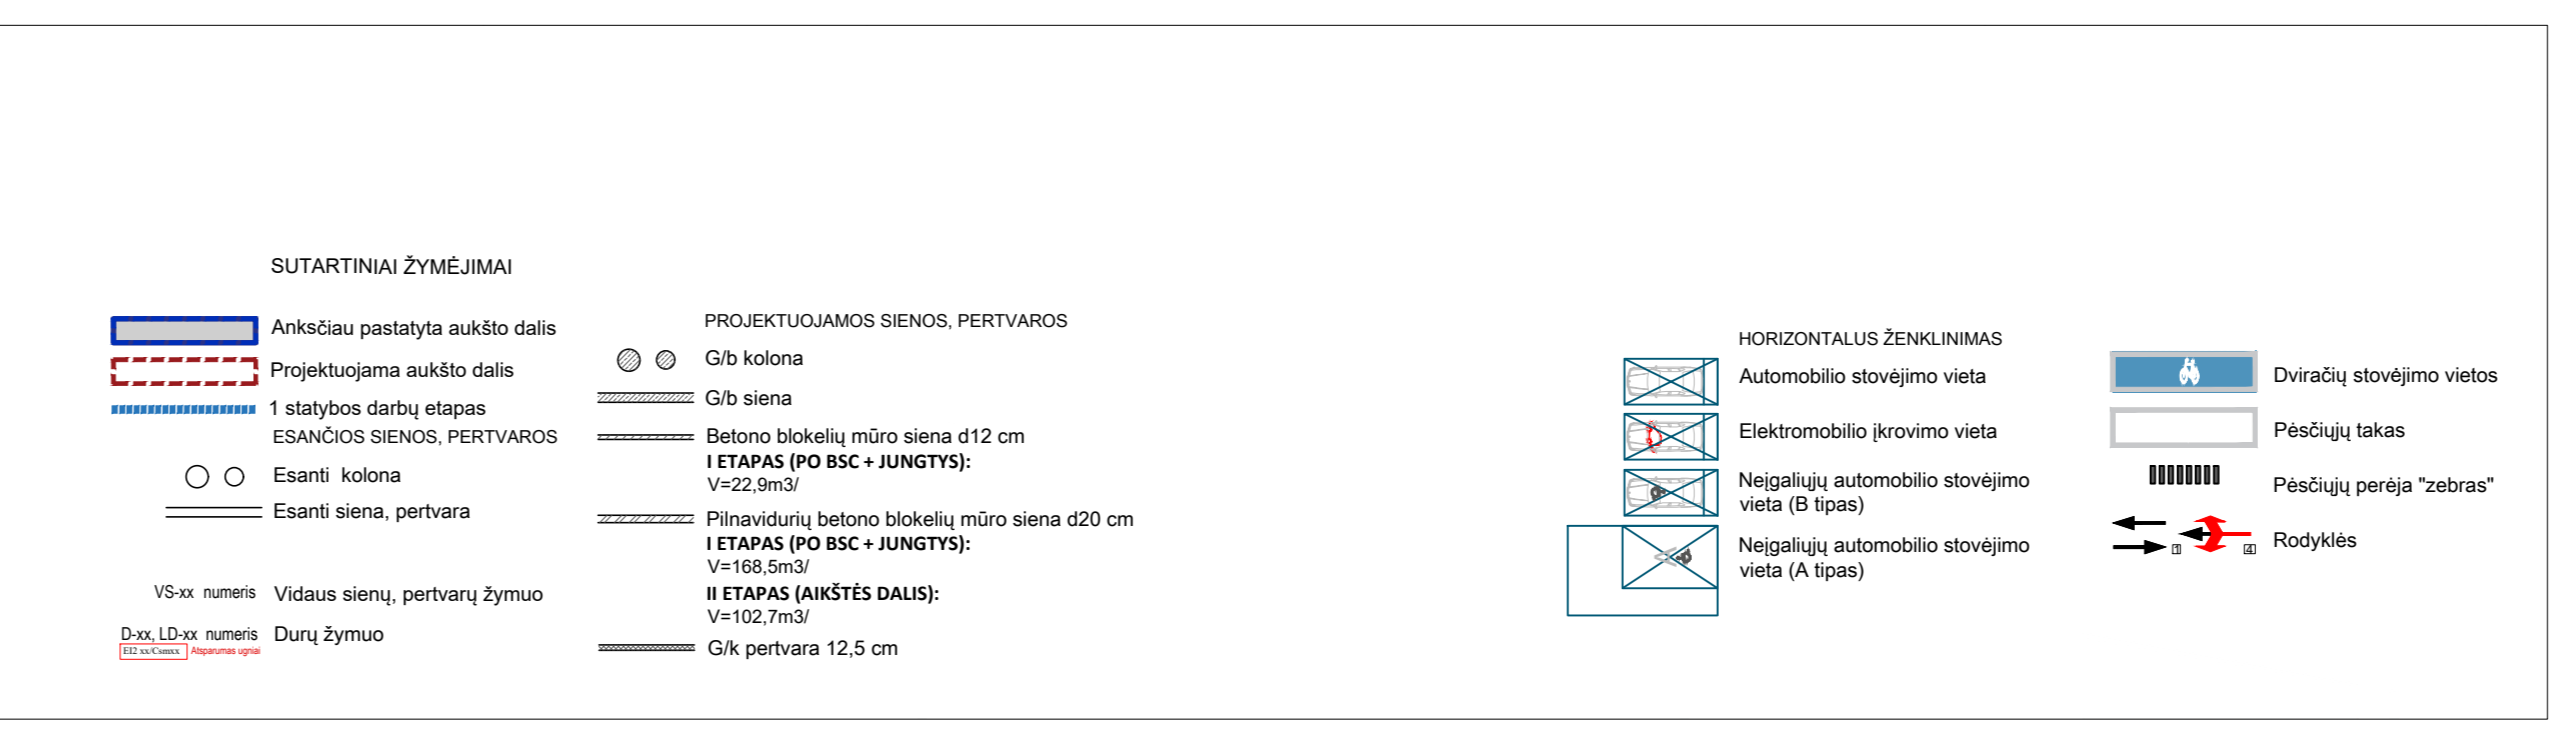 SUTARTINIAI ŽYMĖJIMAI
Anksčiau pastatyta aukšto dalis
Projektuojama aukšto dalis
1 statybos darbų etapas
ESANČIOS SIENOS, PERTVAROS
Esanti kolona
Esanti siena, pertvara
VS-xx numeris Vidaus sienų, pertvarų žymuo
D-xx, LD-xx numeris Durų žymuo
EI2 xx/Csmxx Atsparumas ugniai
PROJEKTUOJAMOS SIENOS, PERTVAROS
G/b kolona
G/b siena
Betono blokelių mūro siena d12 cm
I ETAPAS (PO BSC + JUNGTYS):
V=22,9m3/
Pilnavidurių betono blokelių mūro siena d20 cm
I ETAPAS (PO BSC + JUNGTYS):
V=168,5m3/
II ETAPAS (AIKŠTĖS DALIS):
V=102,7m3/
G/k pertvara 12,5 cm
HORIZONTALUS ŽENKLINIMAS
Automobilio stovėjimo vieta
Elektromobilio įkrovimo vieta
Neįgaliųjų automobilio stovėjimo
vieta (B tipas)
Neįgaliųjų automobilio stovėjimo
vieta (A tipas)
Dviračių stovėjimo vietos
Pėsčiųjų takas
Pėsčiųjų perėja "zebras"
1 4 Rodyklės